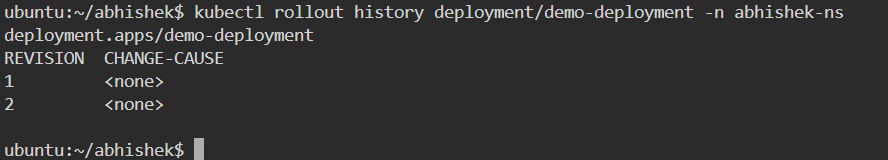 ubuntu:~/abhishek$ kubectl rollout history deployment/demo-deployment -n abhishek-ns
deployment.apps/demo-deployment
REVISION  CHANGE-CAUSE
1         <none>
2         <none>

ubuntu:~/abhishek$